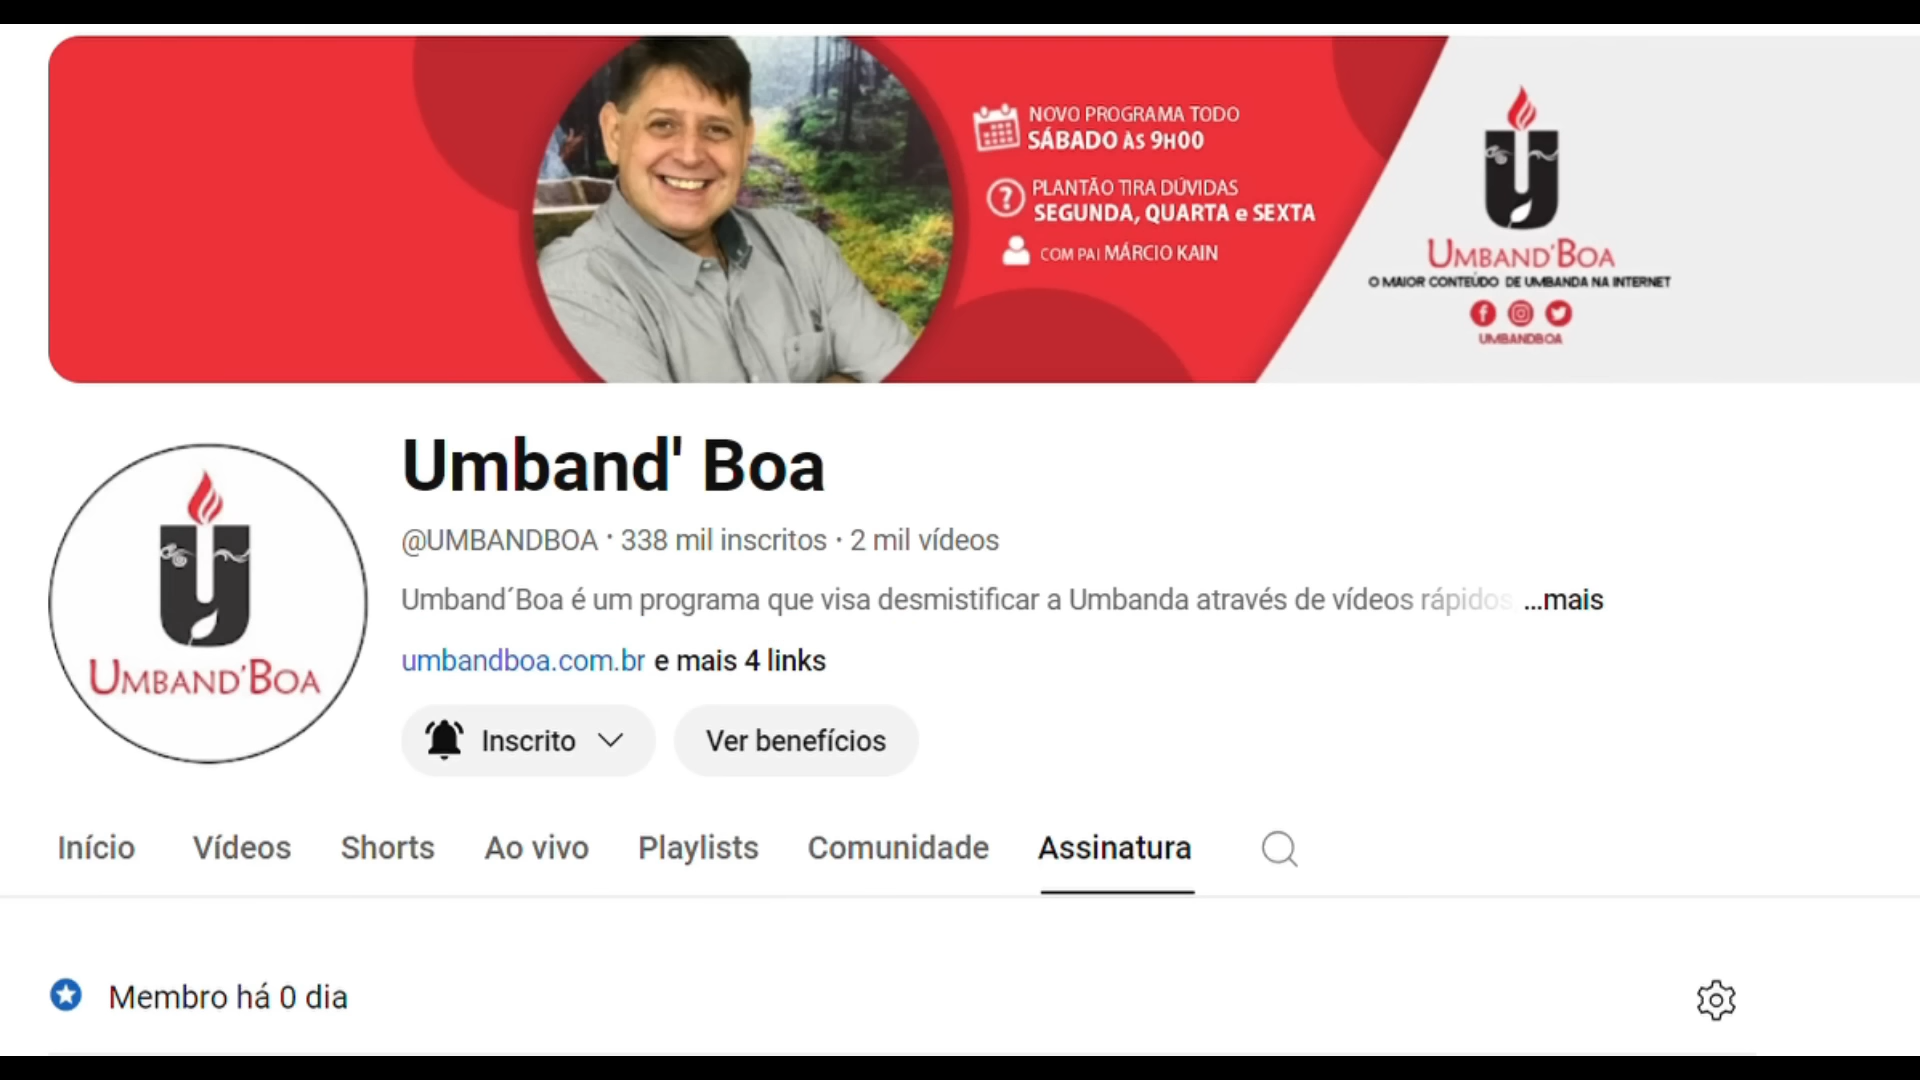 NOVO PROGRAMA TODO
SÁBADO ÀS 9H00
PLANTÃO TIRA DÚVIDAS
SEGUNDA, QUARTA e SEXTA
COM PAI MÁRCIO KAIN
UMBAND'BOA
O MAIOR CONTEÚDO DE UMBANDA NA INTERNET
UMBANDBOA
UMBAND'BOA
Umband' Boa
@UMBANDBOA · 338 mil inscritos · 2 mil vídeos
Umband´Boa é um programa que visa desmistificar a Umbanda através de vídeos rápidos ...mais
umbandboa.com.br e mais 4 links
Inscrito
Ver benefícios
Início Vídeos Shorts Ao vivo Playlists Comunidade Assinatura
Membro há 0 dia